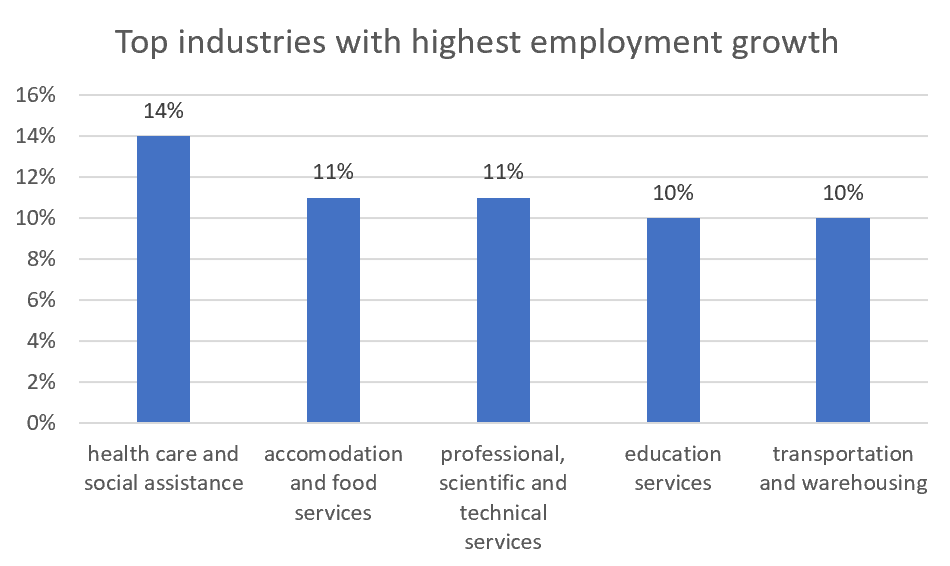 Top industries with highest employment growth
16%
14%
12%
10%
8%
6%
4%
2%
0%
14%
11%
11%
10%
10%
health care and
social assistance
accomodation
and food
services
professional,
scientific and
technical
services
education
services
transportation
and warehousing